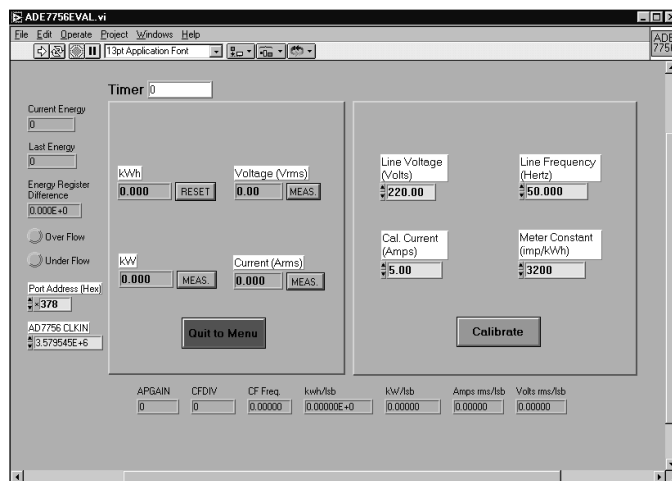 ADE7756EVAL.vi
File Edit Operate Project Windows Help
13pt Application Font
ADE
7756
Timer 0
Current Energy
0
Last Energy
0
Energy Register
Difference
0.000E+0
Over Flow
Under Flow
Port Address (Hex)
×378
AD7756 CLKIN
3.579545E+6
kWh
0.000 RESET
Voltage (Vrms)
0.00 MEAS.
kW
0.000 MEAS.
Current (Arms)
0.000 MEAS.
Quit to Menu
Line Voltage
(Volts)
220.00
Line Frequency
(Hertz)
50.000
Cal. Current
(Amps)
5.00
Meter Constant
(imp/kWh)
3200
Calibrate
APGAIN CFDIV CF Freq. kwh/lsb kW/lsb Amps rms/lsb Volts rms/lsb
0 0 0.00000 0.00000E+0 0.00000 0.00000 0.00000